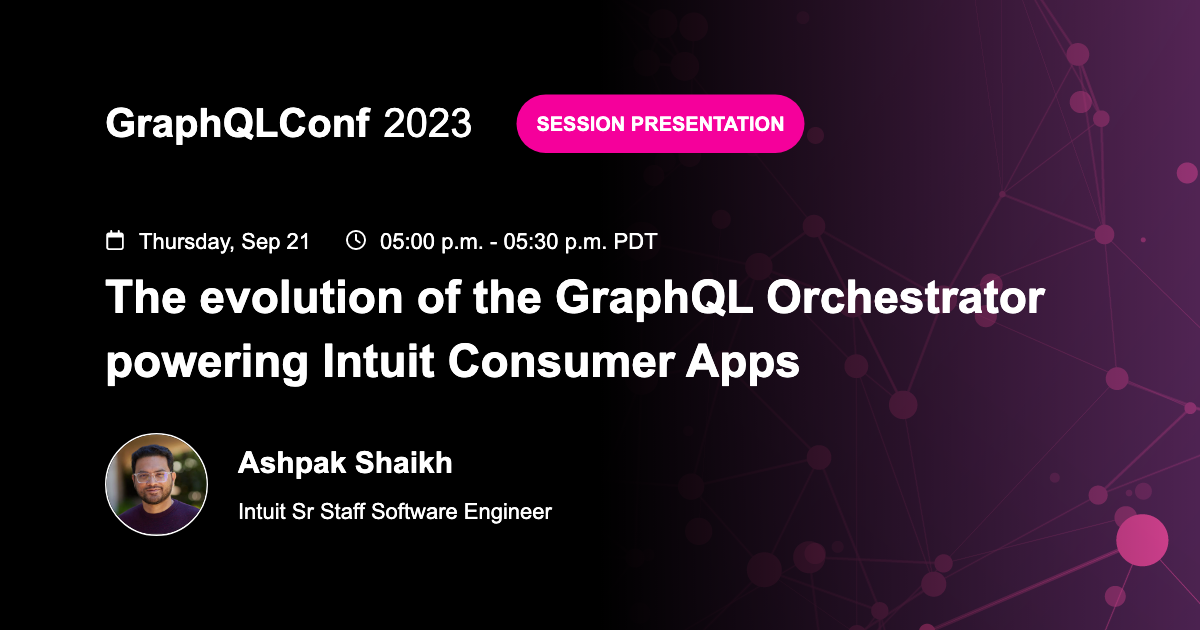 GraphQLConf 2023
SESSION PRESENTATION
Thursday, Sep 21
05:00 p.m. - 05:30 p.m. PDT
The evolution of the GraphQL Orchestrator
powering Intuit Consumer Apps
Ashpak Shaikh
Intuit Sr Staff Software Engineer